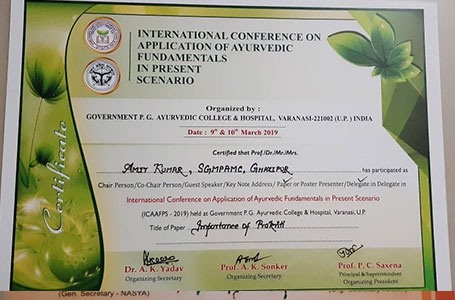 INTERNATIONAL CONFERENCE ON
APPLICATION OF AYURVEDIC
FUNDAMENTALS
IN PRESENT
SCENARIO
Organized by :
GOVERNMENT P. G. AYURVEDIC COLLEGE & HOSPITAL, VARANASI-221002 (U.P.) INDIA
Date : 9th & 10th March 2019
Certificate
Certified that Prof./Dr./Mr./Mrs.
Amit Kumar, SGMPAMC, Ghazipur has participated as
Chair Person/Co-Chair Person/Guest Speaker/Key Note Address/ Paper or Poster Presenter/Delegate in Delegate in
International Conference on Application of Ayurvedic Fundamentals in Present Scenario
(ICAAFPS - 2019) held at Government P.G. Ayurvedic College & Hospital, Varanasi, U.P.
Title of Paper Importance of Prakriti
Dr. A. K. Yadav Prof. A. K. Sonker Prof. P. C. Saxena
Organizing Secretary Organizing Secretary Principal & Superintendent
Organizing President
(Gen. Secretary - NASYA)